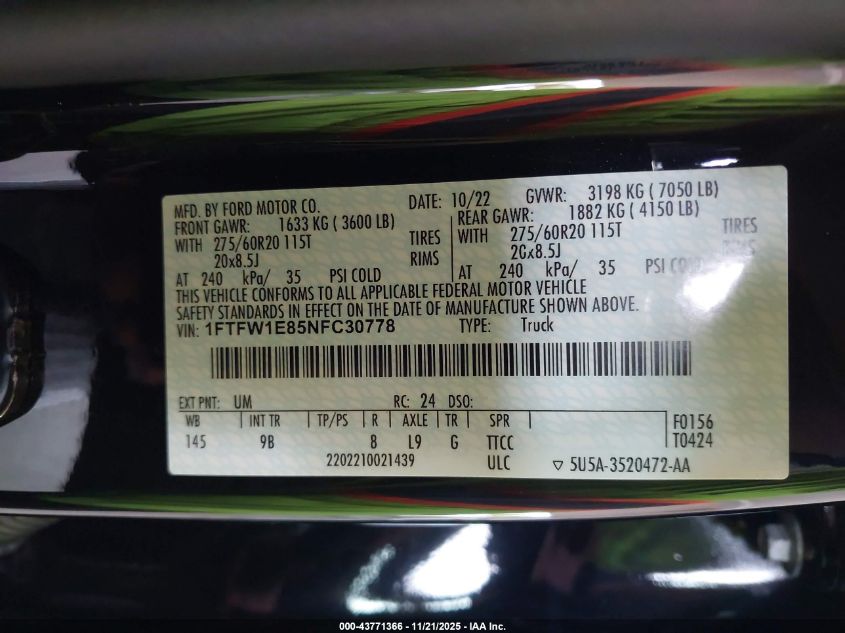 MFD. BY FORD MOTOR CO. DATE: 10/22 GVWR: 3198 KG ( 7050 LB)
FRONT GAWR: 1633 KG ( 3600 LB) REAR GAWR: 1882 KG ( 4150 LB)
WITH 275/60R20 115T TIRES WITH 275/60R20 115T TIRES
20x8.5J RIMS 20x8.5J RIMS
AT 240 kPa/ 35 PSI COLD AT 240 kPa/ 35 PSI COLD
THIS VEHICLE CONFORMS TO ALL APPLICABLE FEDERAL MOTOR VEHICLE
SAFETY STANDARDS IN EFFECT ON THE DATE OF MANUFACTURE SHOWN ABOVE.
VIN: 1FTFW1E85NFC30778 TYPE: Truck
EXT PNT: UM RC: 24 DSO:
WB INT TR TP/PS R AXLE TR SPR F0156
145 9B 8 L9 G TTCC T0424
2202210021439 ULC ▽ 5U5A-3520472-AA
000-43771366 - 11/21/2025 - IAA Inc.